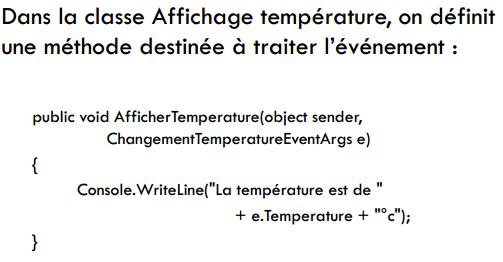 Dans la classe Affichage température, on définit
une méthode destinée à traiter l'événement :
public void AfficherTemperature(object sender,
ChangementTemperatureEventArgs e)
{
Console.WriteLine("La température est de "
+ e.Temperature + "°c");
}